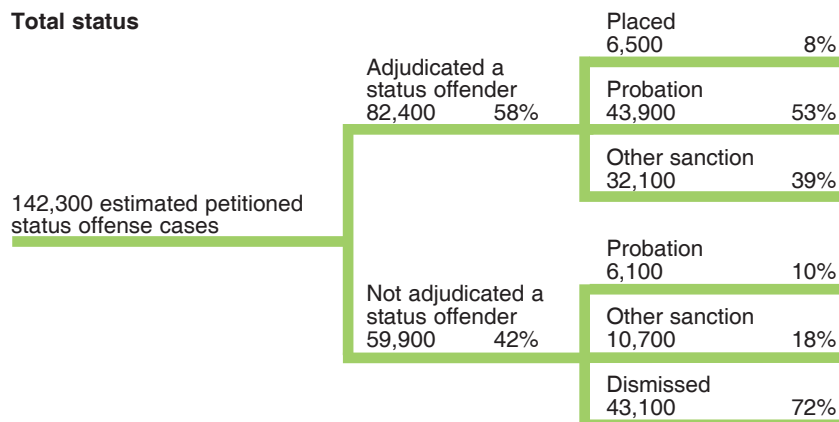 Total status
142,300 estimated petitioned
status offense cases
Adjudicated a
status offender
82,400 58%
Placed
6,500 8%
Probation
43,900 53%
Other sanction
32,100 39%
Not adjudicated a
status offender
59,900 42%
Probation
6,100 10%
Other sanction
10,700 18%
Dismissed
43,100 72%